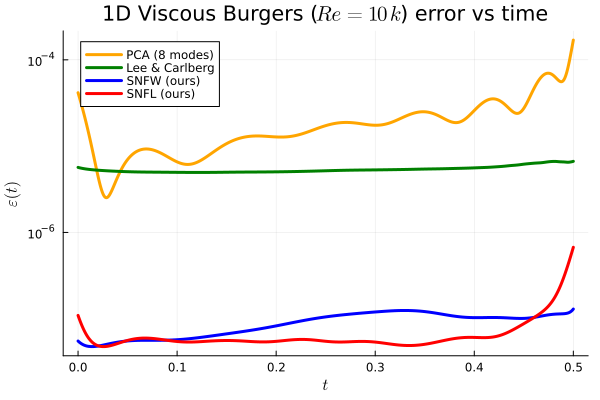 1D Viscous Burgers (Re = 10 k) error vs time
PCA (8 modes)
Lee & Carlberg
SNFW (ours)
SNFL (ours)
10⁻⁴
10⁻⁶
ε(t)
0.0 0.1 0.2 0.3 0.4 0.5
t